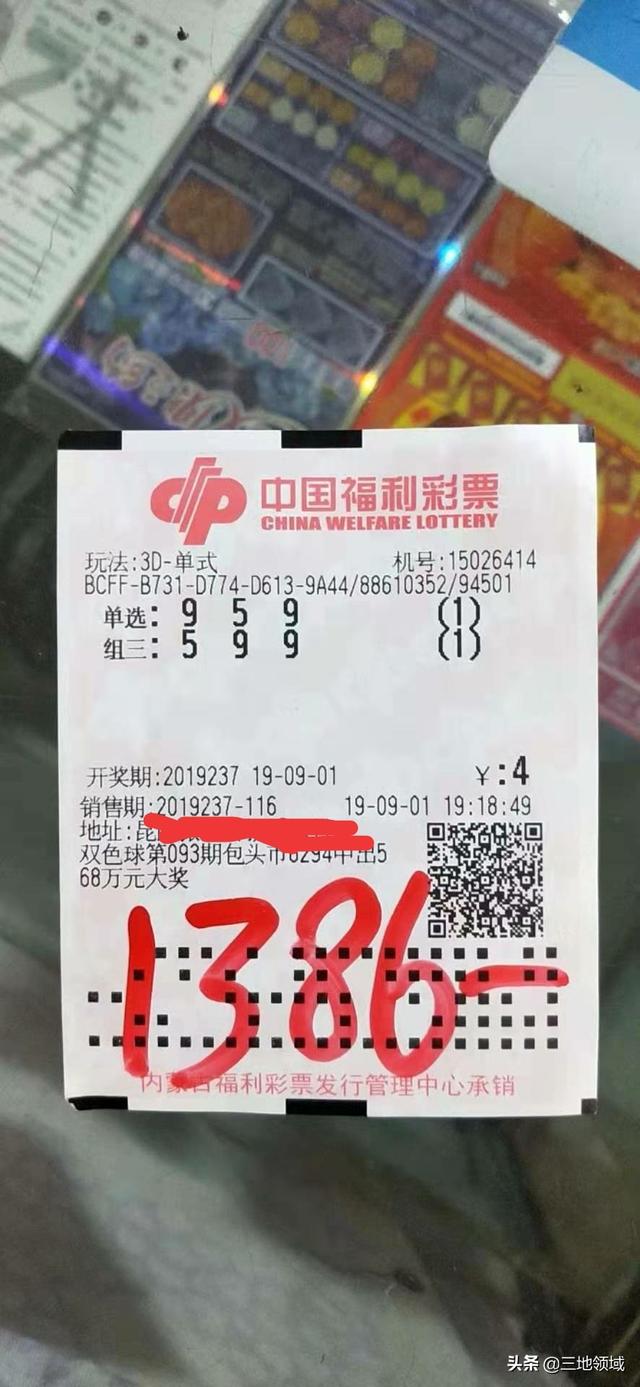 中国福利彩票
CHINA WELFARE LOTTERY
玩法:3D-单式 机号:15026414
BCFF-B731-D774-D613-9A44/88610352/94501
单选: 9 5 9 (1)
组三: 5 9 9 (1)
开奖期:2019237 19-09-01 ¥:4
销售期:2019237-116 19-09-01 19:18:49
地址:昆
双色球第093期包头市 中出5
68万元大奖
1386
内蒙古福利彩票发行管理中心承销
头条 @三地领域